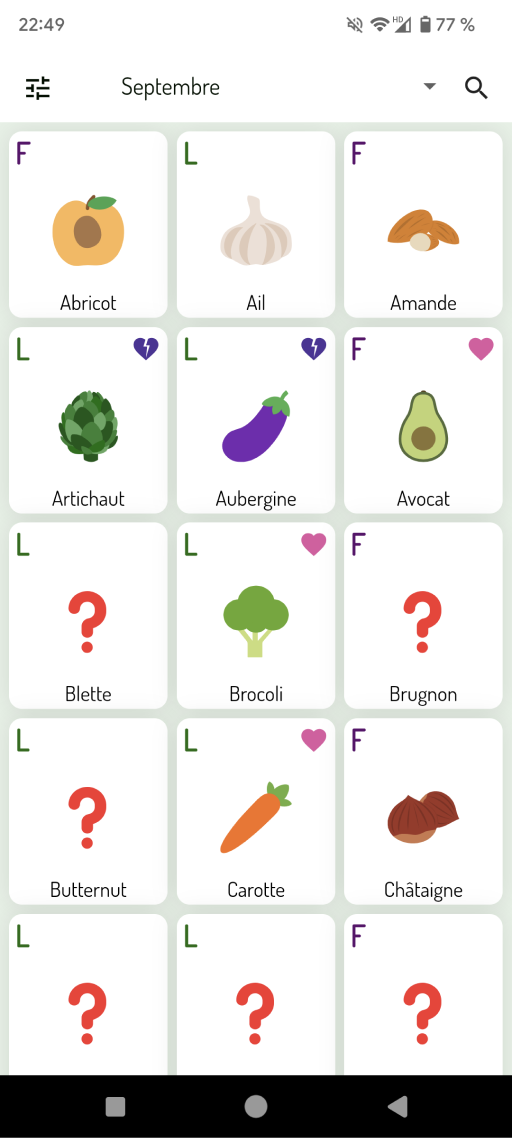 22:49 HD 77 %
Septembre
F L F
Abricot Ail Amande
L L F
Artichaut Aubergine Avocat
L L F
? ?
Blette Brocoli Brugnon
L L F
?
Butternut Carotte Châtaigne
L L F
? ? ?